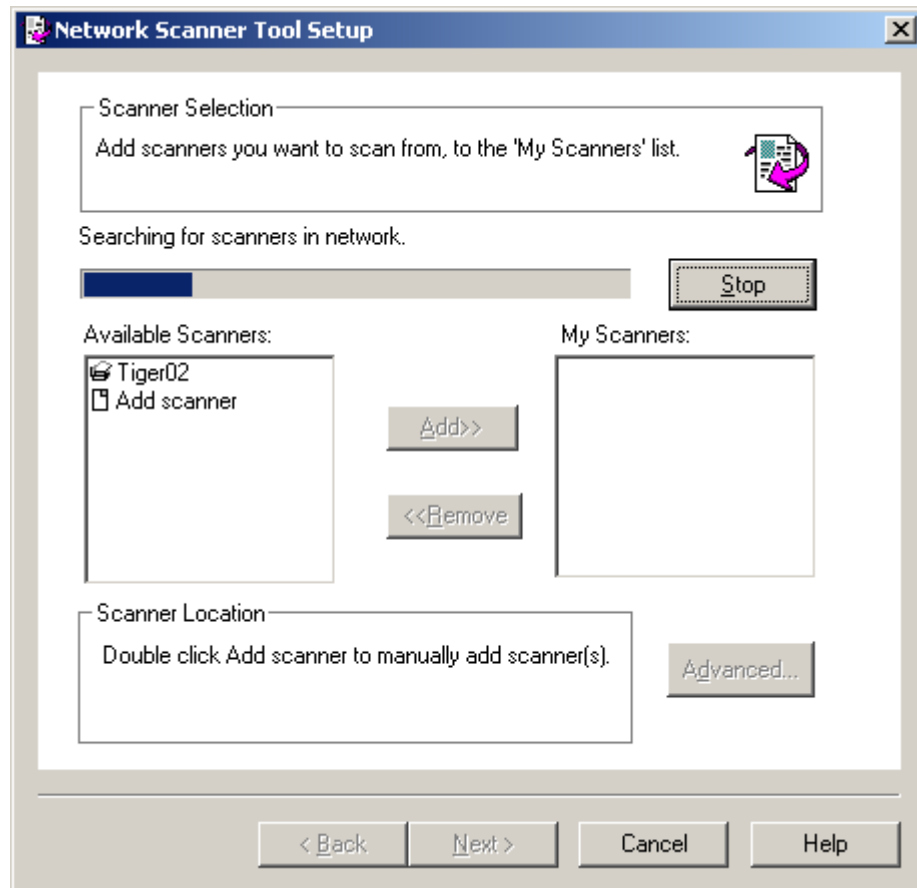 Network Scanner Tool Setup
Scanner Selection
Add scanners you want to scan from, to the 'My Scanners' list.
Searching for scanners in network.
Stop
Available Scanners:
My Scanners:
Tiger02
Add scanner
Add>>
<<Remove
Scanner Location
Double click Add scanner to manually add scanner(s).
Advanced...
< Back
Next >
Cancel
Help